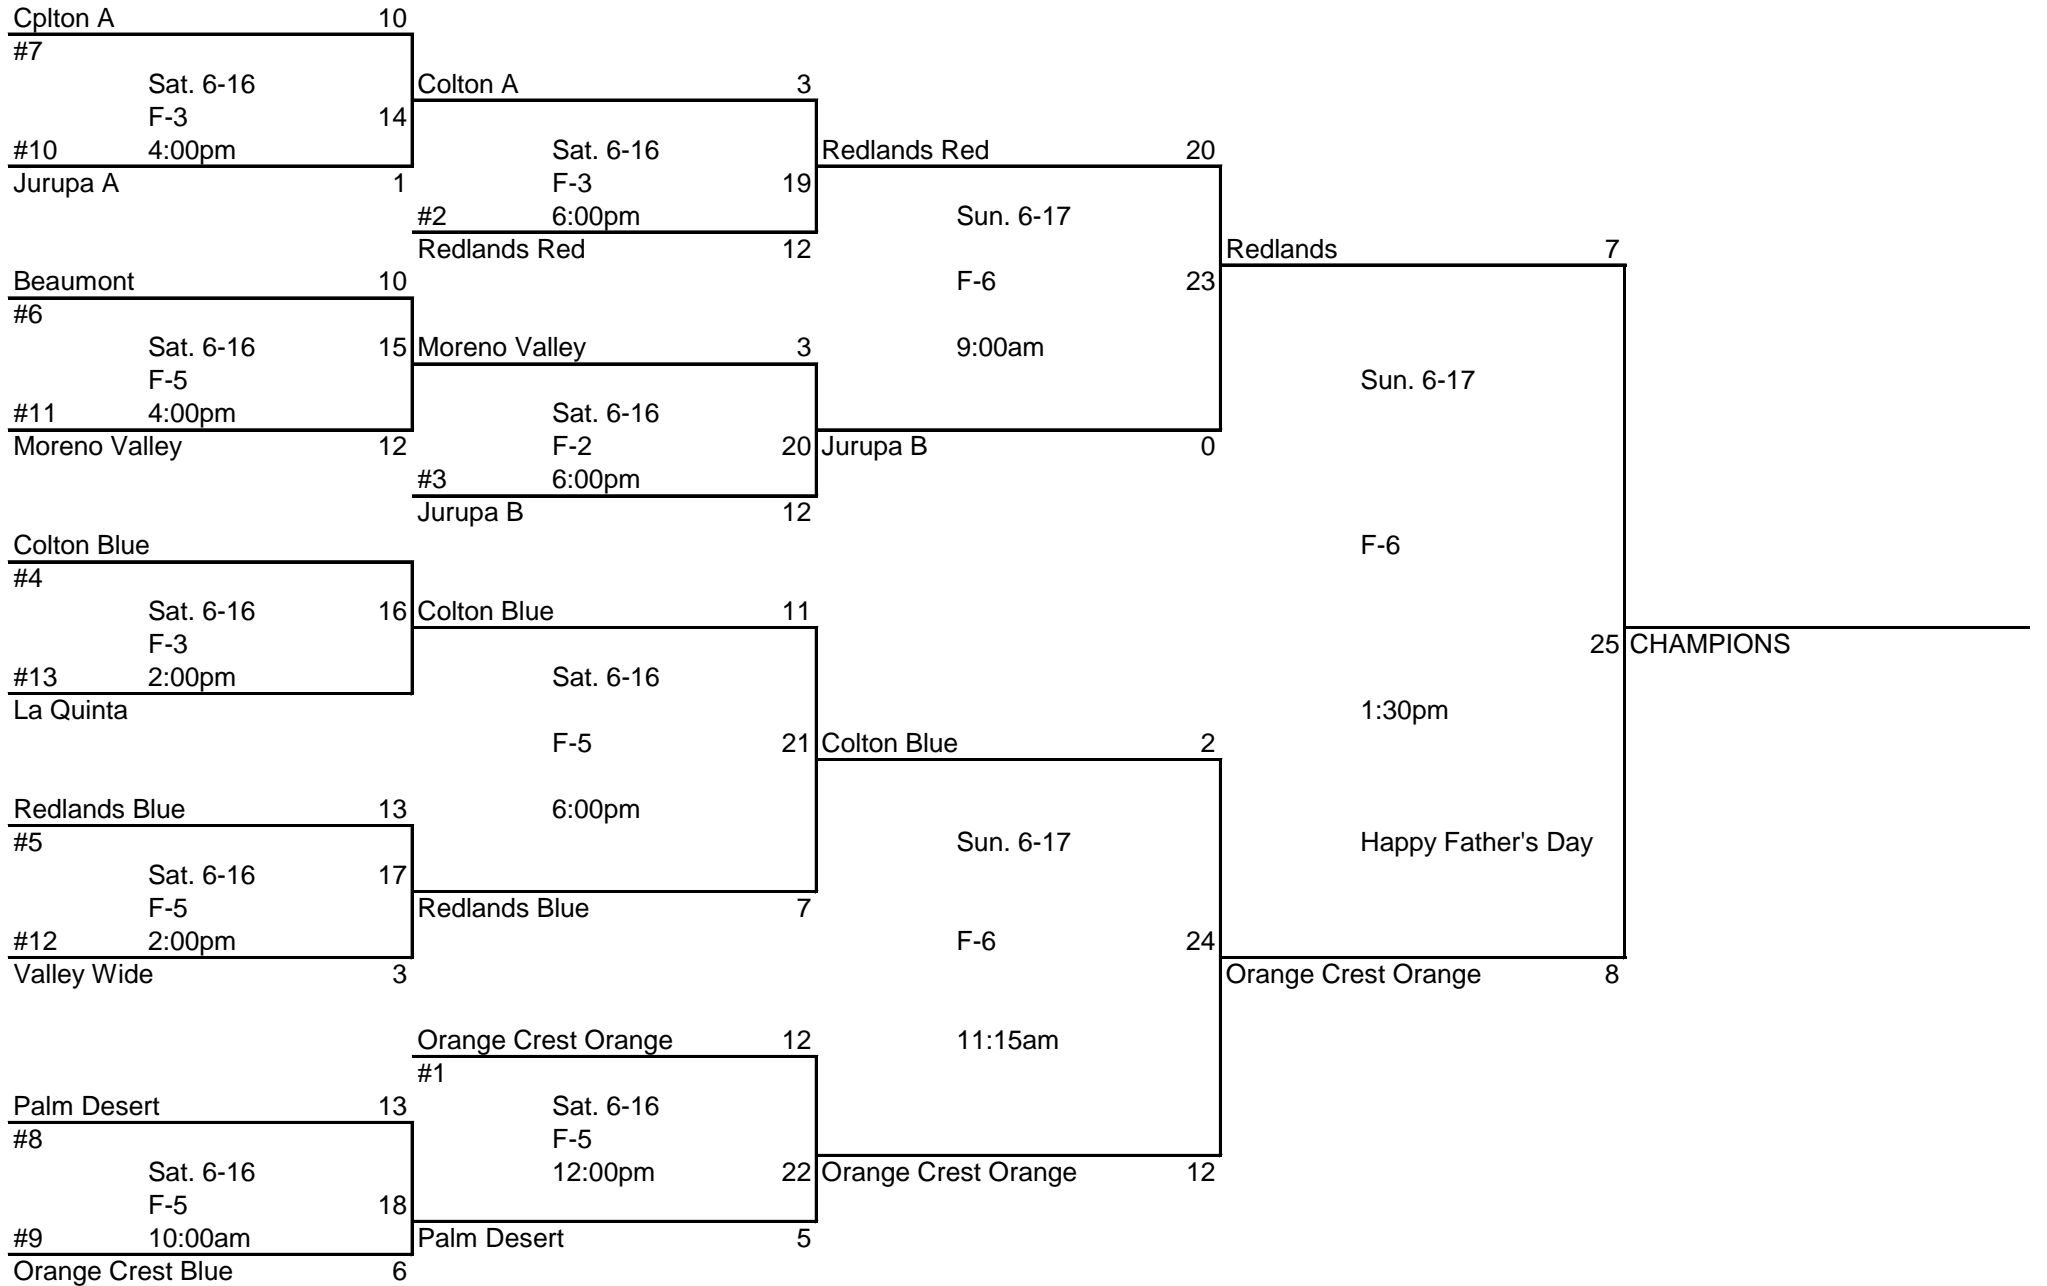 Cplton A 10
#7
Sat. 6-16
F-3 14
#10 4:00pm
Jurupa A 1
Beaumont 10
#6
Sat. 6-16 15
F-5
#11 4:00pm
Moreno Valley 12
Colton Blue
#4
Sat. 6-16 16
F-3
#13 2:00pm
La Quinta
Redlands Blue 13
#5
Sat. 6-16 17
F-5
#12 2:00pm
Valley Wide 3
Palm Desert 13
#8
Sat. 6-16
F-5 18
#9 10:00am
Orange Crest Blue 6
Colton A 3
Sat. 6-16
F-3 19
#2 6:00pm
Redlands Red 12
Moreno Valley 3
Sat. 6-16
F-2 20
#3 6:00pm
Jurupa B 12
Colton Blue 11
Sat. 6-16
F-5 21
6:00pm
Redlands Blue 7
Orange Crest Orange 12
#1
Sat. 6-16
F-5
12:00pm 22
Palm Desert 5
Redlands Red 20
Sun. 6-17
F-6 23
9:00am
Jurupa B 0
Colton Blue 2
Sun. 6-17
F-6 24
11:15am
Orange Crest Orange 12
Redlands 7
Sun. 6-17
F-6
25
1:30pm
Happy Father's Day
Orange Crest Orange 8
CHAMPIONS